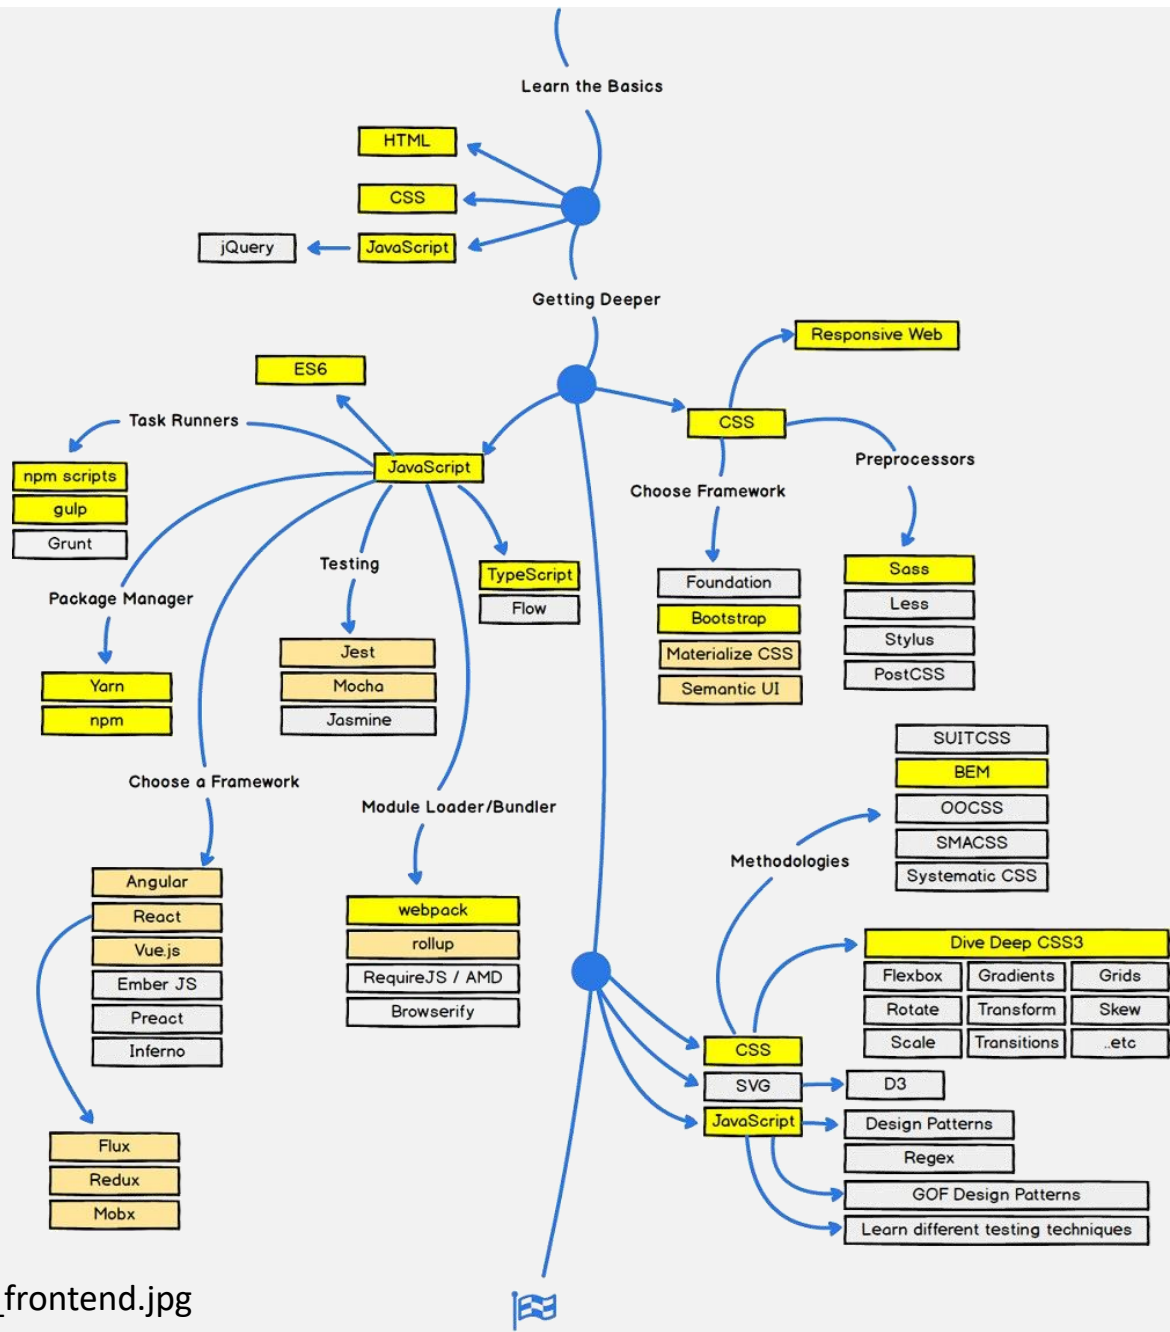 Learn the Basics
HTML
CSS
jQuery
JavaScript
Getting Deeper
Responsive Web
ES6
CSS
Task Runners
Preprocessors
JavaScript
npm scripts
gulp
Grunt
Choose Framework
Testing
Package Manager
TypeScript
Flow
Foundation
Bootstrap
Materialize CSS
Semantic UI
Sass
Less
Stylus
PostCSS
Jest
Mocha
Jasmine
Yarn
npm
Choose a Framework
Module Loader/Bundler
SUITCSS
BEM
OOCSS
SMACSS
Systematic CSS
Methodologies
Angular
React
Vue.js
Ember JS
Preact
Inferno
webpack
rollup
RequireJS / AMD
Browserify
Dive Deep CSS3
Flexbox Gradients Grids
Rotate Transform Skew
Scale Transitions ..etc
CSS
SVG
D3
JavaScript
Design Patterns
Regex
GOF Design Patterns
Learn different testing techniques
Flux
Redux
Mobx
_frontend.jpg